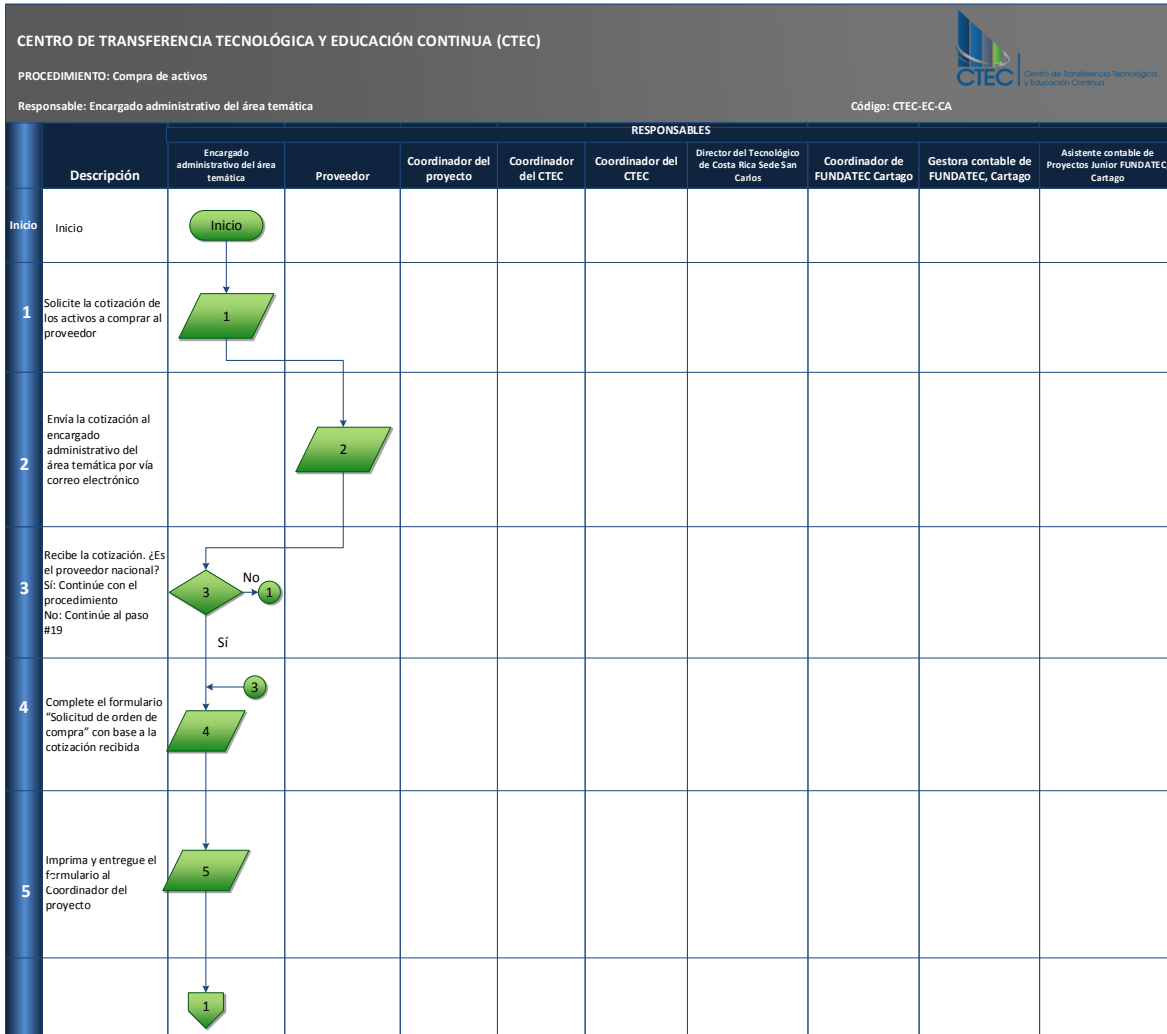 CENTRO DE TRANSFERENCIA TECNOLÓGICA Y EDUCACIÓN CONTINUA (CTEC)
PROCEDIMIENTO: Compra de activos
Responsable: Encargado administrativo del área temática
Código: CTEC-EC-CA
CTEC
Centro de Transferencia Tecnológica
y Educación Continua
RESPONSABLES
Descripción
Encargado
administrativo del área
temática
Proveedor
Coordinador del
proyecto
Coordinador
del CTEC
Coordinador del
CTEC
Director del Tecnológico
de Costa Rica Sede San
Carlos
Coordinador de
FUNDATEC Cartago
Gestora contable de
FUNDATEC, Cartago
Asistente contable de
Proyectos Junior FUNDATEC,
Cartago
Inicio
Inicio
Inicio
1
Solicite la cotización de
los activos a comprar al
proveedor
1
2
Envía la cotización al
encargado
administrativo del
área temática por vía
correo electrónico
2
3
Recibe la cotización. ¿Es
el proveedor nacional?
Sí: Continúe con el
procedimiento
No: Continúe al paso
#19
3
No
1
Sí
4
Complete el formulario
“Solicitud de orden de
compra” con base a la
cotización recibida
3
4
5
Imprima y entregue el
formulario al
Coordinador del
proyecto
5
1